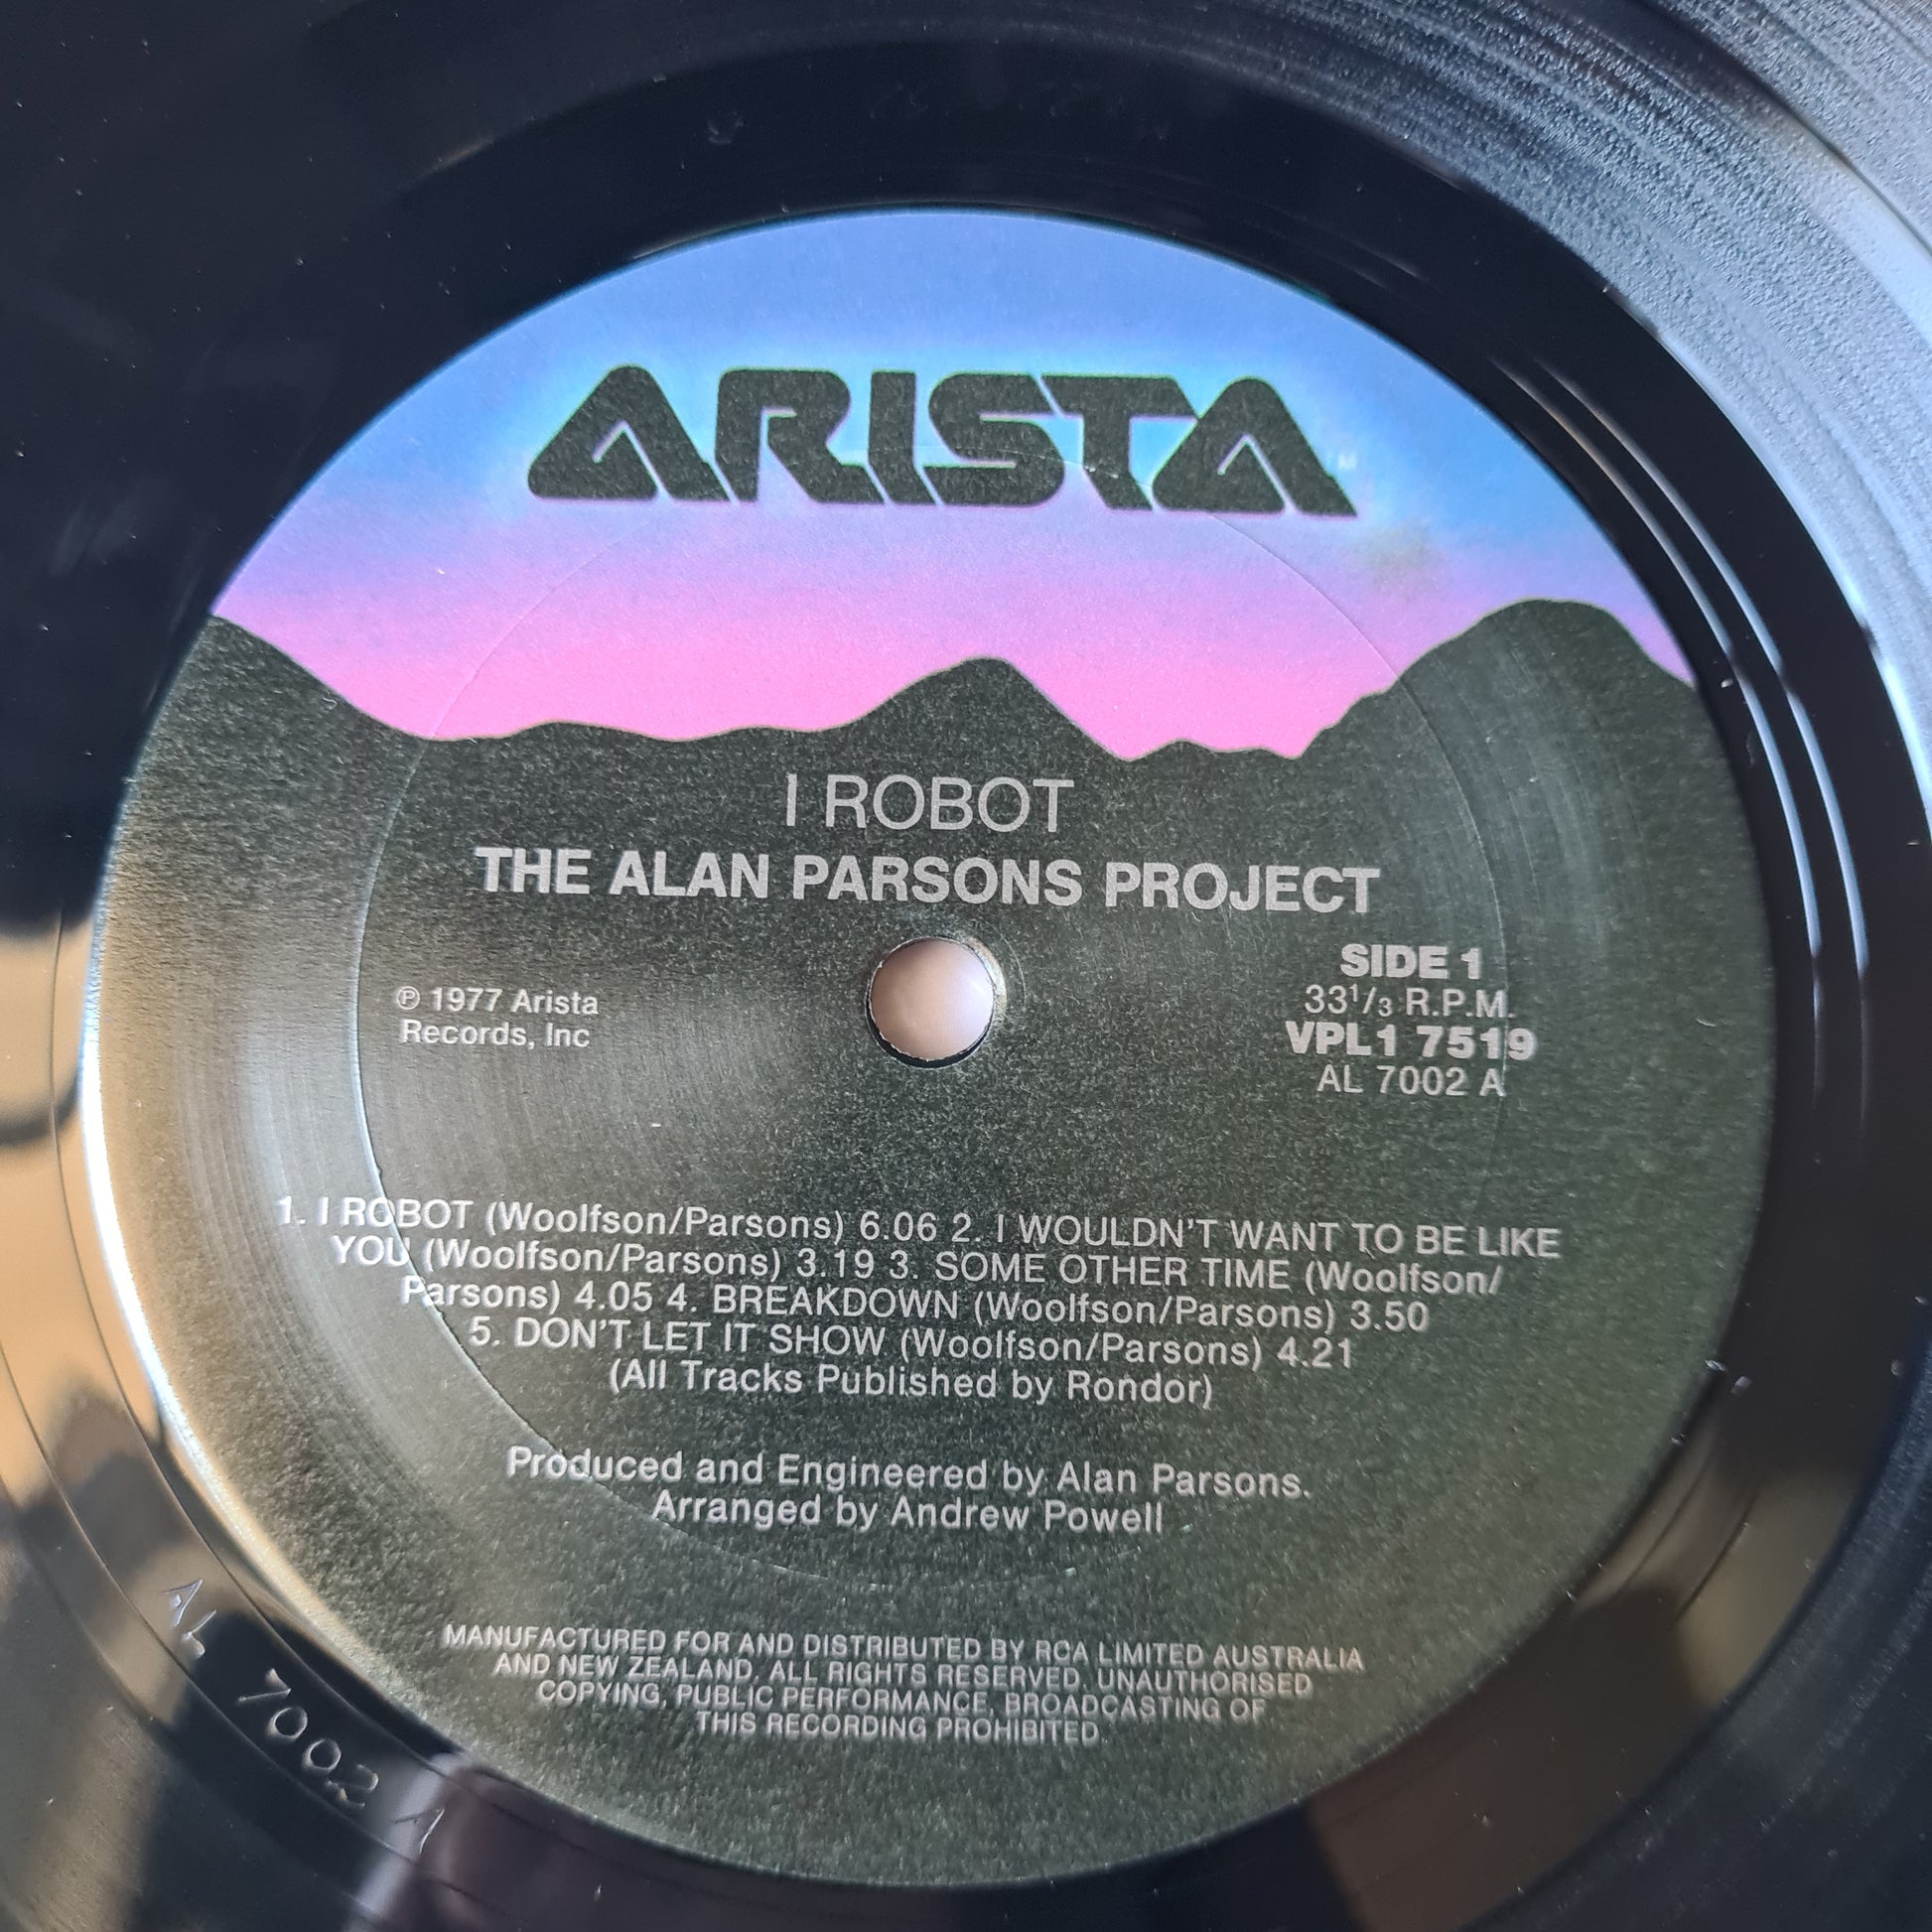 ARISTA
I ROBOT
THE ALAN PARSONS PROJECT
℗ 1977 Arista
Records, Inc
SIDE 1
33¹/₃ R.P.M.
VPL1 7519
AL 7002 A
1. I ROBOT (Woolfson/Parsons) 6.06 2. I WOULDN'T WANT TO BE LIKE
YOU (Woolfson/Parsons) 3.19 3. SOME OTHER TIME (Woolfson/
Parsons) 4.05 4. BREAKDOWN (Woolfson/Parsons) 3.50
5. DON'T LET IT SHOW (Woolfson/Parsons) 4.21
(All Tracks Published by Rondor)
Produced and Engineered by Alan Parsons.
Arranged by Andrew Powell
MANUFACTURED FOR AND DISTRIBUTED BY RCA LIMITED AUSTRALIA
AND NEW ZEALAND. ALL RIGHTS RESERVED. UNAUTHORISED
COPYING, PUBLIC PERFORMANCE, BROADCASTING OF
THIS RECORDING PROHIBITED.
AL 7002